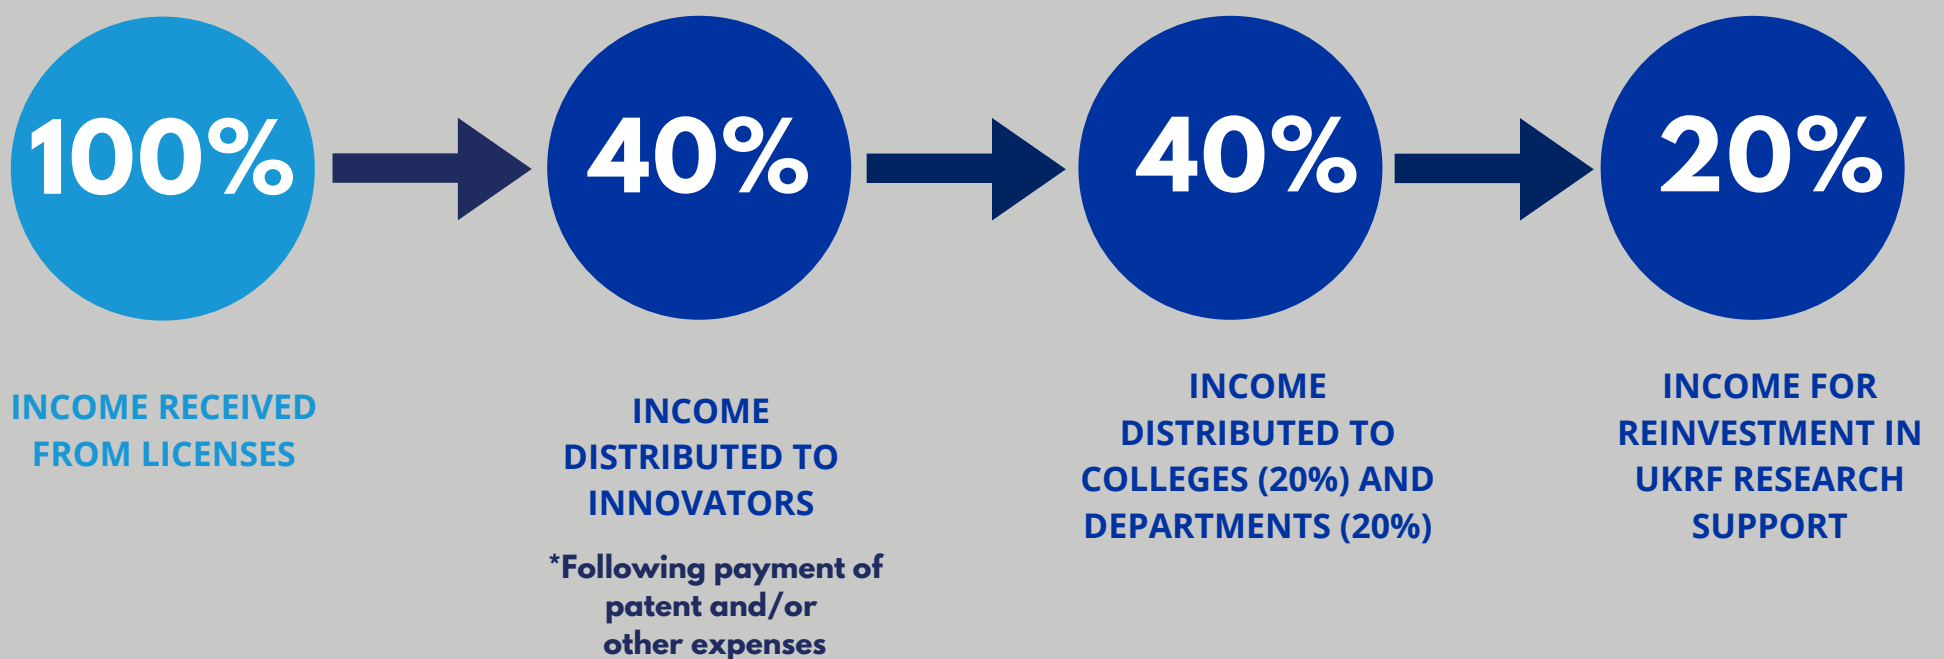 100%
40%
40%
20%
INCOME RECEIVED
FROM LICENSES
INCOME
DISTRIBUTED TO
INNOVATORS
*Following payment of
patent and/or
other expenses
INCOME
DISTRIBUTED TO
COLLEGES (20%) AND
DEPARTMENTS (20%)
INCOME FOR
REINVESTMENT IN
UKRF RESEARCH
SUPPORT